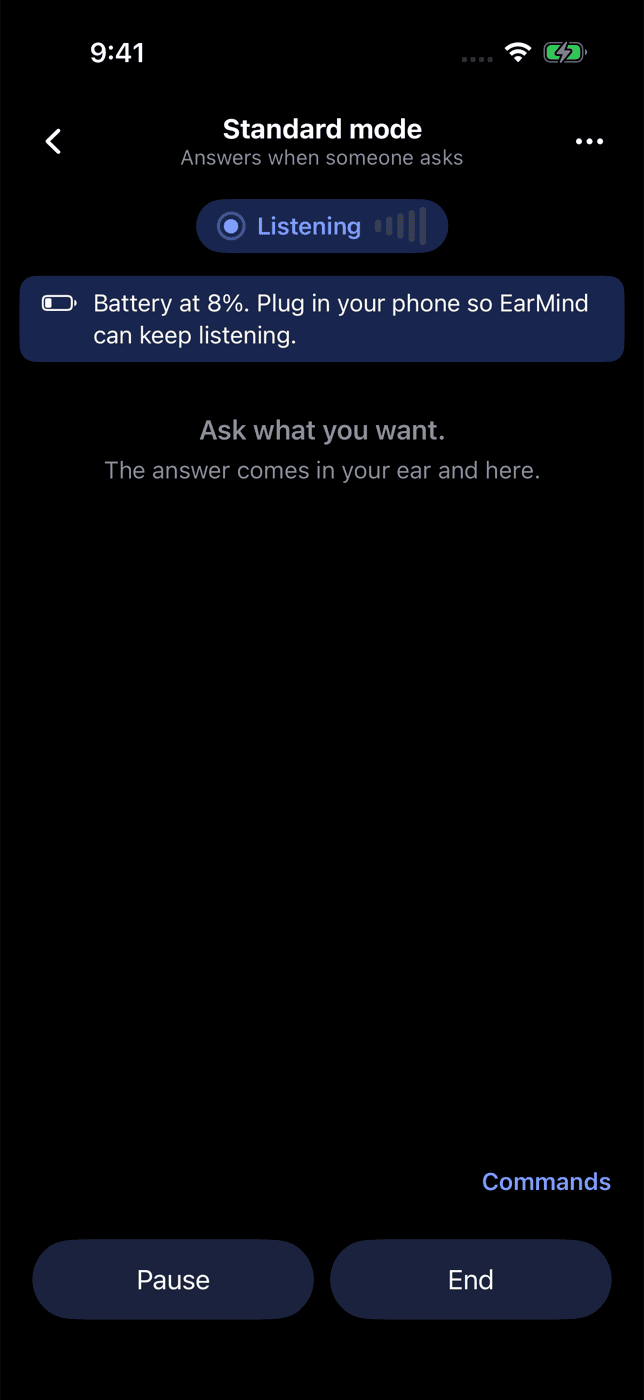 9:41
Standard mode
Answers when someone asks
Listening
Battery at 8%. Plug in your phone so EarMind
can keep listening.
Ask what you want.
The answer comes in your ear and here.
Commands
Pause
End